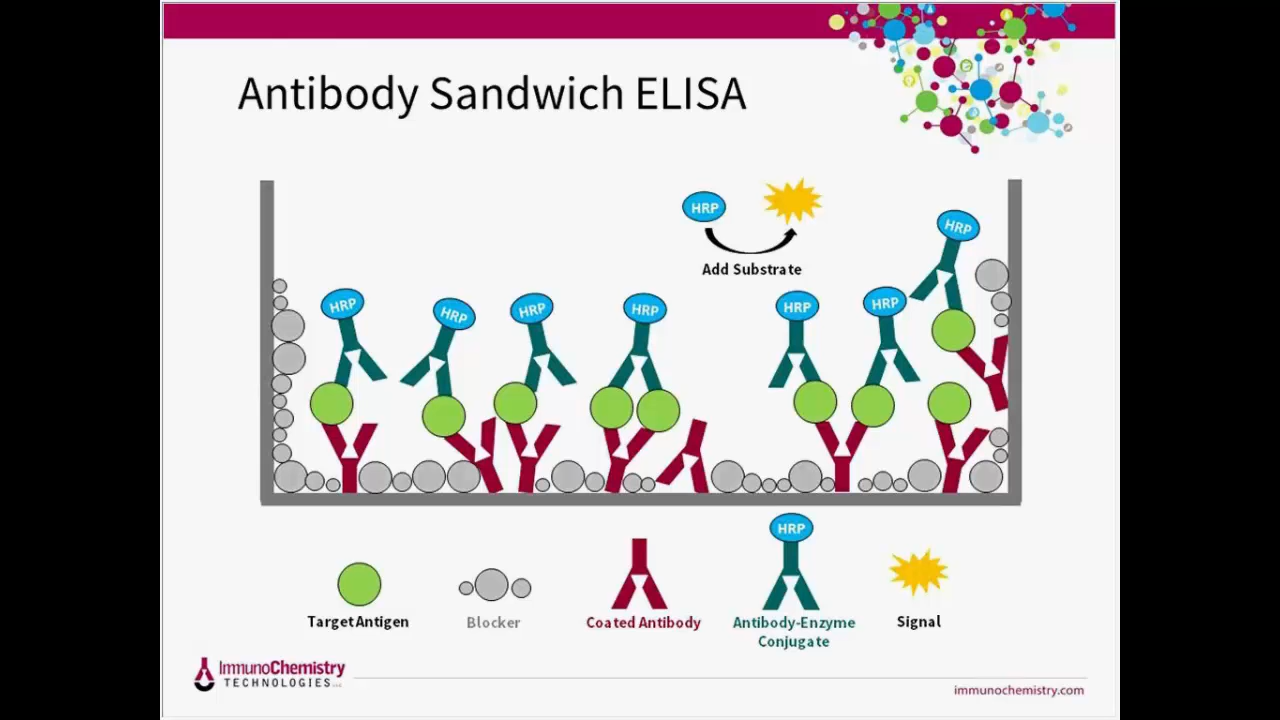 Antibody Sandwich ELISA
HRP
Add Substrate
HRP
HRP
HRP
HRP
HRP
HRP
HRP
HRP
Target Antigen
Blocker
Coated Antibody
Antibody-Enzyme
Conjugate
Signal
ImmunoChemistry
TECHNOLOGIES
immunochemistry.com